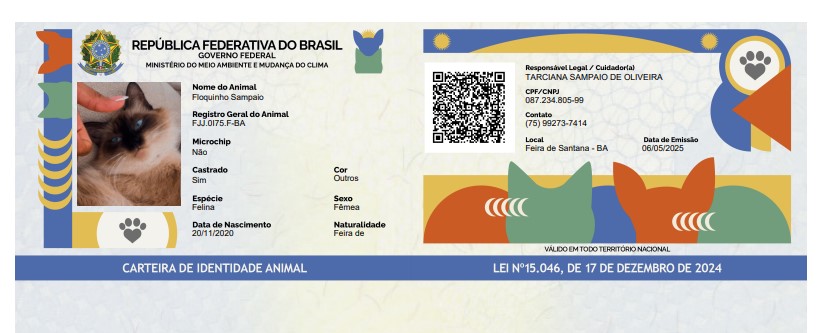 REPÚBLICA FEDERATIVA DO BRASIL
GOVERNO FEDERAL
MINISTÉRIO DO MEIO AMBIENTE E MUDANÇA DO CLIMA
Nome do Animal
Floquinho Sampaio
Registro Geral do Animal
FJJ.0I75.F-BA
Microchip
Não
Castrado
Sim
Cor
Outros
Espécie
Felina
Sexo
Fêmea
Data de Nascimento
20/11/2020
Naturalidade
Feira de
Responsável Legal / Cuidador(a)
TARCIANA SAMPAIO DE OLIVEIRA
CPF/CNPJ
087.234.805-99
Contato
(75) 99273-7414
Local
Feira de Santana - BA
Data de Emissão
06/05/2025
VÁLIDO EM TODO TERRITÓRIO NACIONAL
CARTEIRA DE IDENTIDADE ANIMAL
LEI Nº15.046, DE 17 DE DEZEMBRO DE 2024